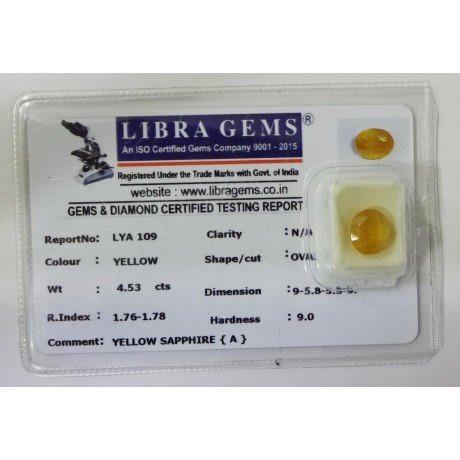 LIBRA GEMS®
An ISO Certified Gems Company 9001 - 2015
Registered Under the Trade Marks with Govt. of India
website : www.libragems.co.in
GEMS & DIAMOND CERTIFIED TESTING REPORT
ReportNo: LYA 109 Clarity : N/A
Colour : YELLOW Shape/cut : OVAL
Wt : 4.53 cts Dimension
R.Index : 1.76-1.78 Hardness : 9.0
Comment: YELLOW SAPPHIRE { A }